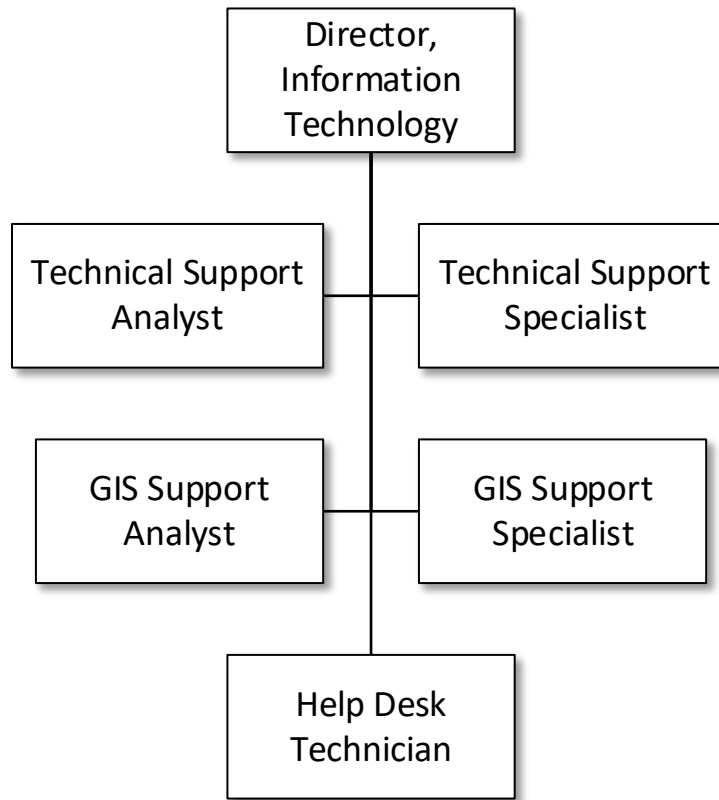 Director,
Information
Technology
Technical Support
Analyst
Technical Support
Specialist
GIS Support
Analyst
GIS Support
Specialist
Help Desk
Technician